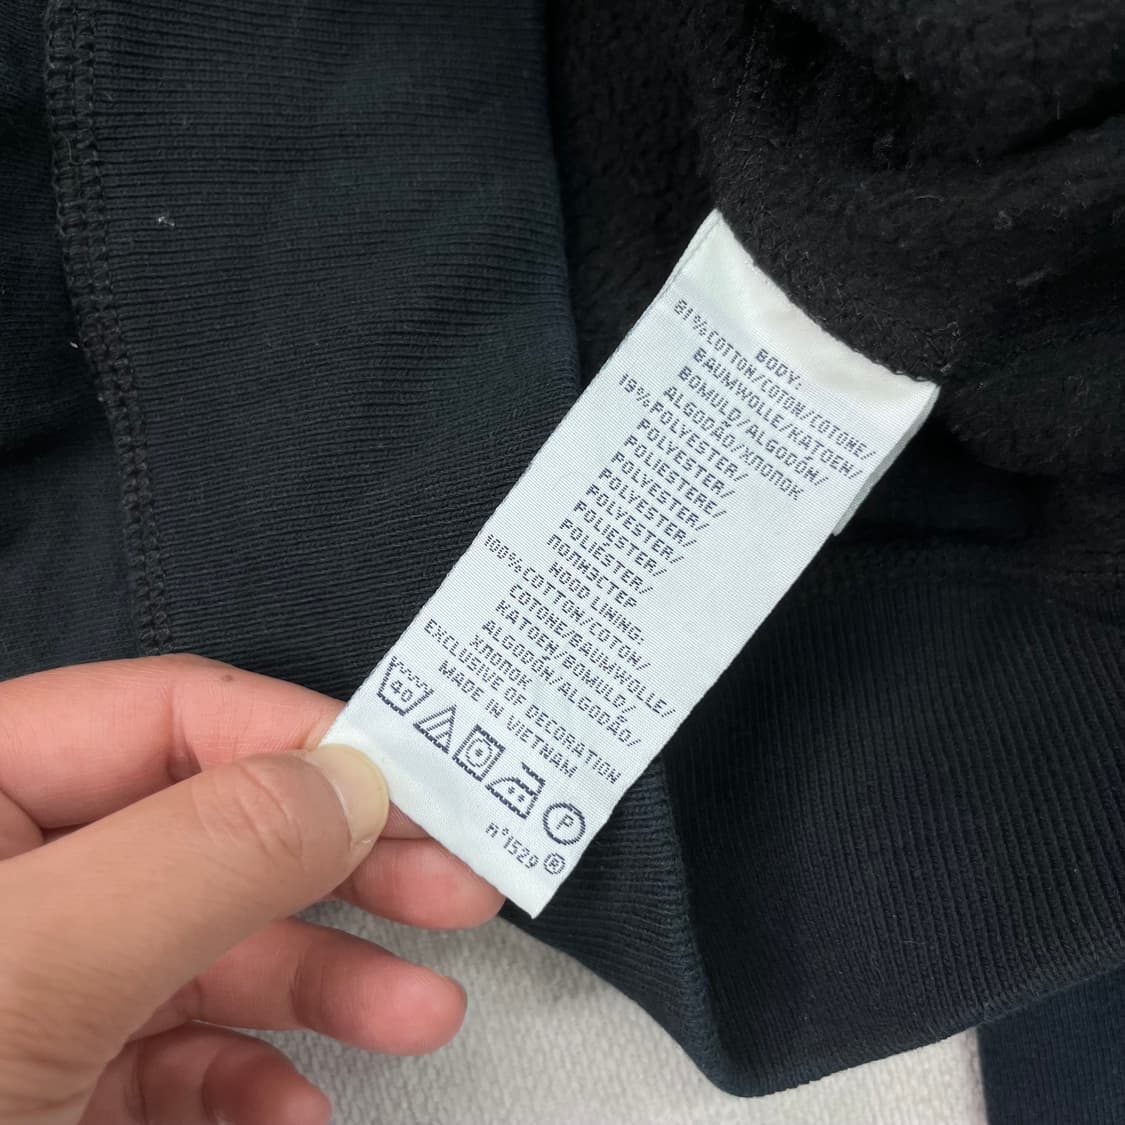 BODY:
81%COTTON/COTON/COTONE/
BAUMWOLLE/KATOEN/
BOMULD/ALGODÓN/
ALGODÃO/ХЛОПОК
19%POLYESTER/
POLYESTER/
POLIESTERE/
POLYESTER/
POLYESTER/
POLYESTER/
POLIÉSTER/
POLIÉSTER/
ПОЛИЭСТЕР
HOOD LINING:
100%COTTON/COTON/
COTONE/BAUMWOLLE/
KATOEN/BOMULD/
ALGODÓN/ALGODÃO/
ХЛОПОК
EXCLUSIVE OF DECORATION
MADE IN VIETNAM
40
P
A°1529 ®